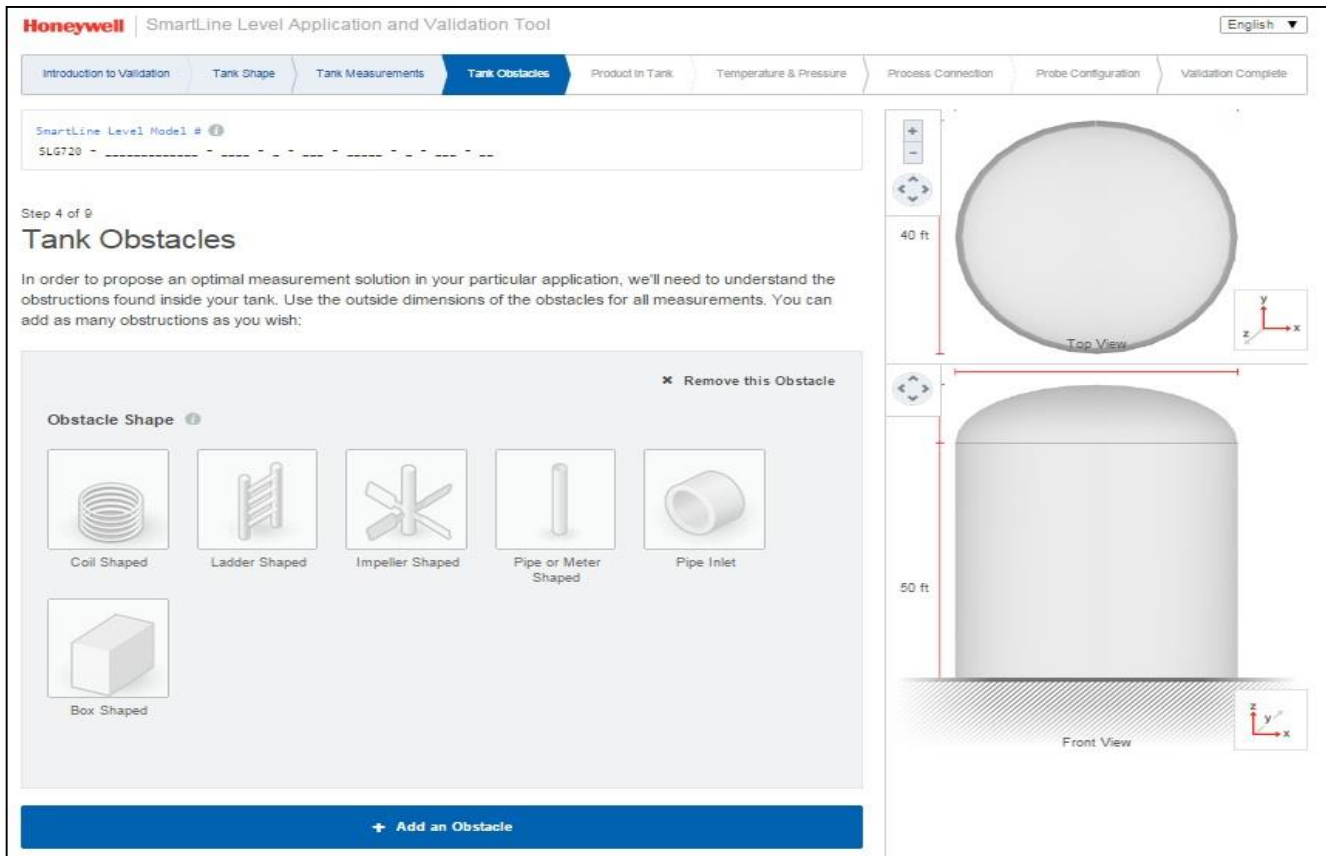 Honeywell SmartLine Level Application and Validation Tool
English ▼
Introduction to Validation
Tank Shape
Tank Measurements
Tank Obstacles
Product In Tank
Temperature & Pressure
Process Connection
Probe Configuration
Validation Complete
SmartLine Level Model #
SLG720 - _____________ - ____ - _ - ___ - _____ - _ - ___ - __
Step 4 of 9
Tank Obstacles
In order to propose an optimal measurement solution in your particular application, we'll need to understand the
obstructions found inside your tank. Use the outside dimensions of the obstacles for all measurements. You can
add as many obstructions as you wish:
✖ Remove this Obstacle
Obstacle Shape
Coil Shaped
Ladder Shaped
Impeller Shaped
Pipe or Meter
Shaped
Pipe Inlet
Box Shaped
+ Add an Obstacle
+
-
40 ft
Top View
y
z
x
50 ft
Front View
z
y
x